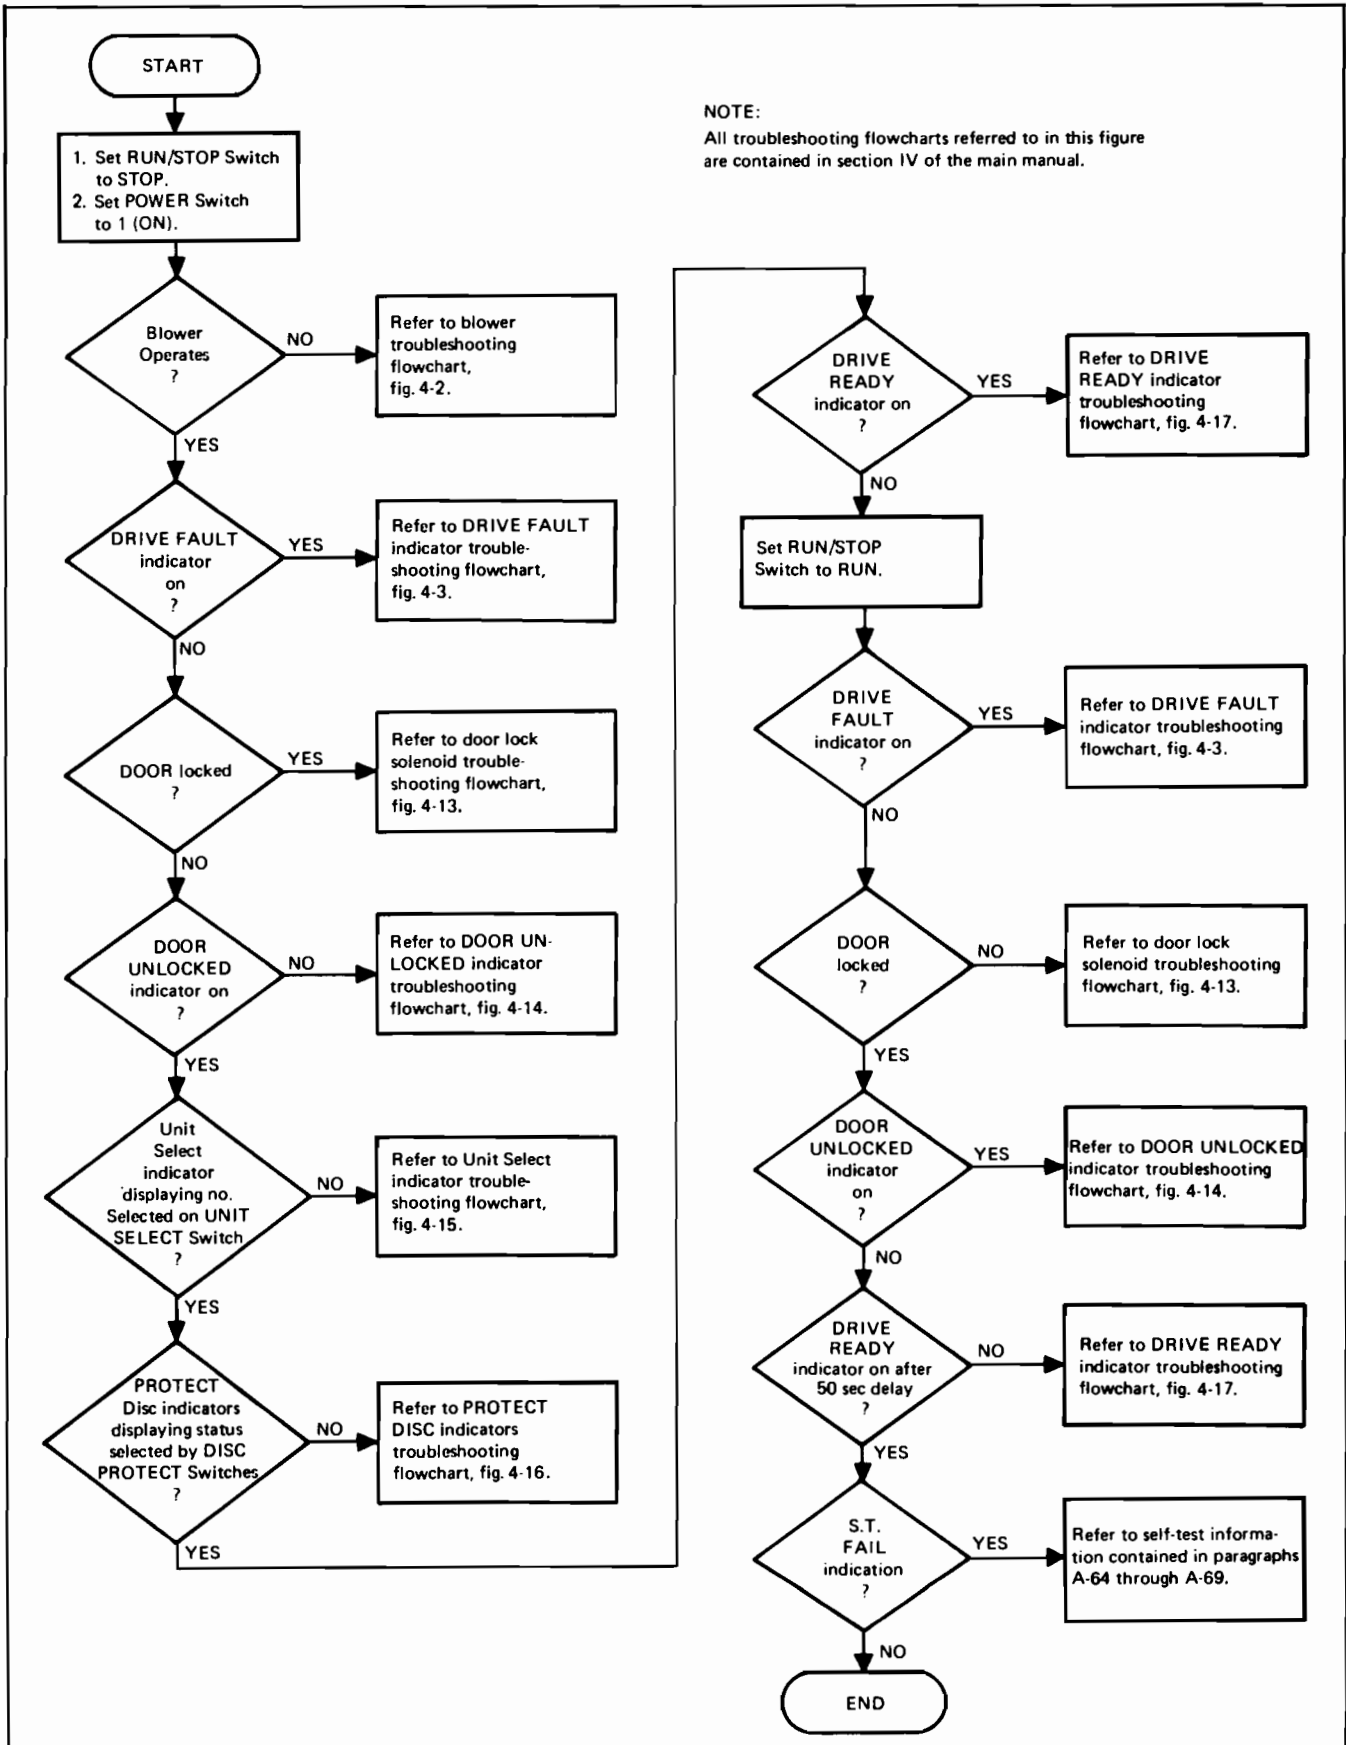 START
1. Set RUN/STOP Switch
to STOP.
2. Set POWER Switch
to 1 (ON).
Blower
Operates
?
NO
Refer to blower
troubleshooting
flowchart,
fig. 4-2.
YES
DRIVE FAULT
indicator
on
?
YES
Refer to DRIVE FAULT
indicator trouble-
shooting flowchart,
fig. 4-3.
NO
DOOR locked
?
YES
Refer to door lock
solenoid trouble-
shooting flowchart,
fig. 4-13.
NO
DOOR
UNLOCKED
indicator on
?
NO
Refer to DOOR UN-
LOCKED indicator
troubleshooting
flowchart, fig. 4-14.
YES
Unit
Select
indicator
displaying no.
Selected on UNIT
SELECT Switch
?
NO
Refer to Unit Select
indicator trouble-
shooting flowchart,
fig. 4-15.
YES
PROTECT
Disc indicators
displaying status
selected by DISC
PROTECT Switches
?
NO
Refer to PROTECT
DISC indicators
troubleshooting
flowchart, fig. 4-16.
YES
NOTE:
All troubleshooting flowcharts referred to in this figure
are contained in section IV of the main manual.
DRIVE
READY
indicator on
?
YES
Refer to DRIVE
READY indicator
troubleshooting
flowchart, fig. 4-17.
NO
Set RUN/STOP
Switch to RUN.
DRIVE
FAULT
indicator on
?
YES
Refer to DRIVE FAULT
indicator troubleshooting
flowchart, fig. 4-3.
NO
DOOR
locked
?
NO
Refer to door lock
solenoid troubleshooting
flowchart, fig. 4-13.
YES
DOOR
UNLOCKED
indicator
on
?
YES
Refer to DOOR UNLOCKED
indicator troubleshooting
flowchart, fig. 4-14.
NO
DRIVE
READY
indicator on after
50 sec delay
?
NO
Refer to DRIVE READY
indicator troubleshooting
flowchart, fig. 4-17.
YES
S.T.
FAIL
indication
?
YES
Refer to self-test informa-
tion contained in paragraphs
A-64 through A-69.
NO
END